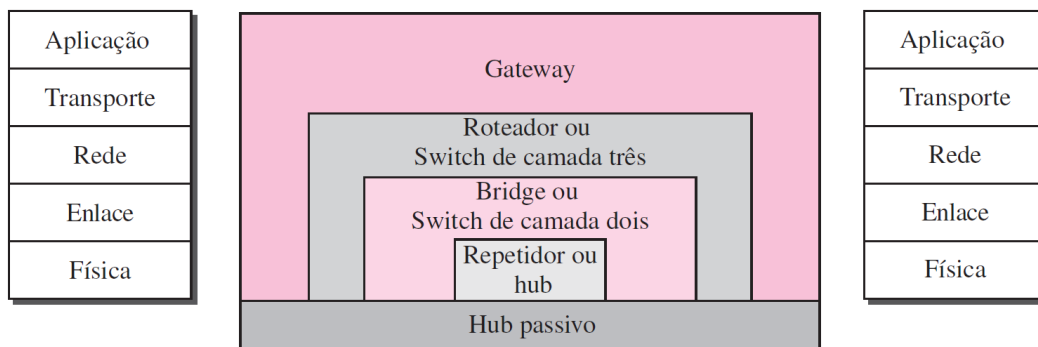 Aplicação
Transporte
Rede
Enlace
Física
Gateway
Roteador ou
Switch de camada três
Bridge ou
Switch de camada dois
Repetidor ou
hub
Hub passivo
Aplicação
Transporte
Rede
Enlace
Física